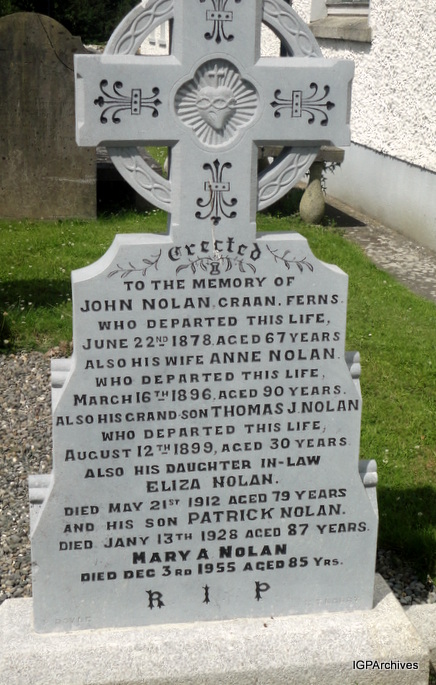 Erected
TO THE MEMORY OF
JOHN NOLAN, CRAAN, FERNS.
WHO DEPARTED THIS LIFE,
JUNE 22ND 1878, AGED 67 YEARS
ALSO HIS WIFE ANNE NOLAN.
WHO DEPARTED THIS LIFE,
MARCH 16TH 1896, AGED 90 YEARS.
ALSO HIS GRAND-SON THOMAS J. NOLAN
WHO DEPARTED THIS LIFE,
AUGUST 12TH 1899, AGED 30 YEARS.
ALSO HIS DAUGHTER IN-LAW
ELIZA NOLAN.
DIED MAY 21ST 1912 AGED 79 YEARS
AND HIS SON PATRICK NOLAN.
DIED JANY 13TH 1928 AGED 87 YEARS.
MARY A NOLAN
DIED DEC 3RD 1955 AGED 85 YRS.
R I P
IGPArchives